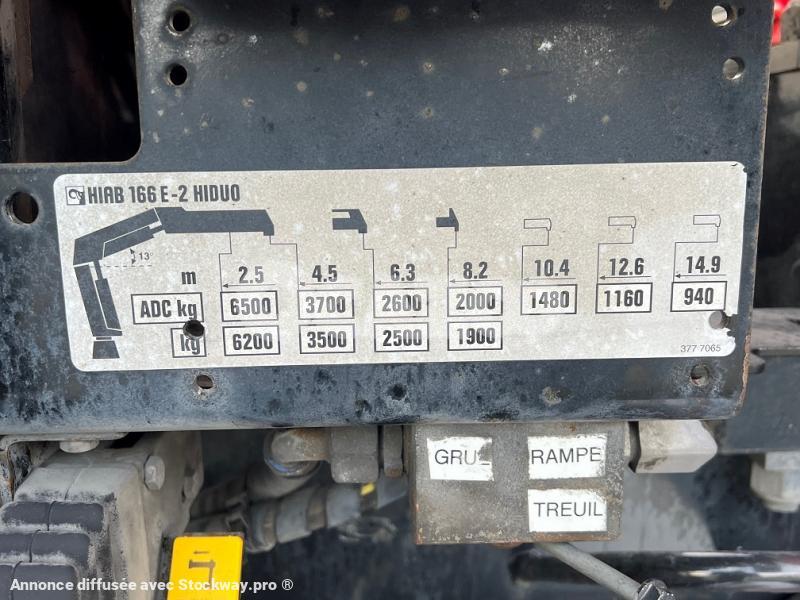 HIAB 166 E-2 HIDUO
13°
m 2.5 4.5 6.3 8.2 10.4 12.6 14.9
ADC kg 6500 3700 2600 2000 1480 1160 940
kg 6200 3500 2500 1900
377 7065
GRUE
RAMPE
TREUIL
Annonce diffusée avec Stockway.pro ®